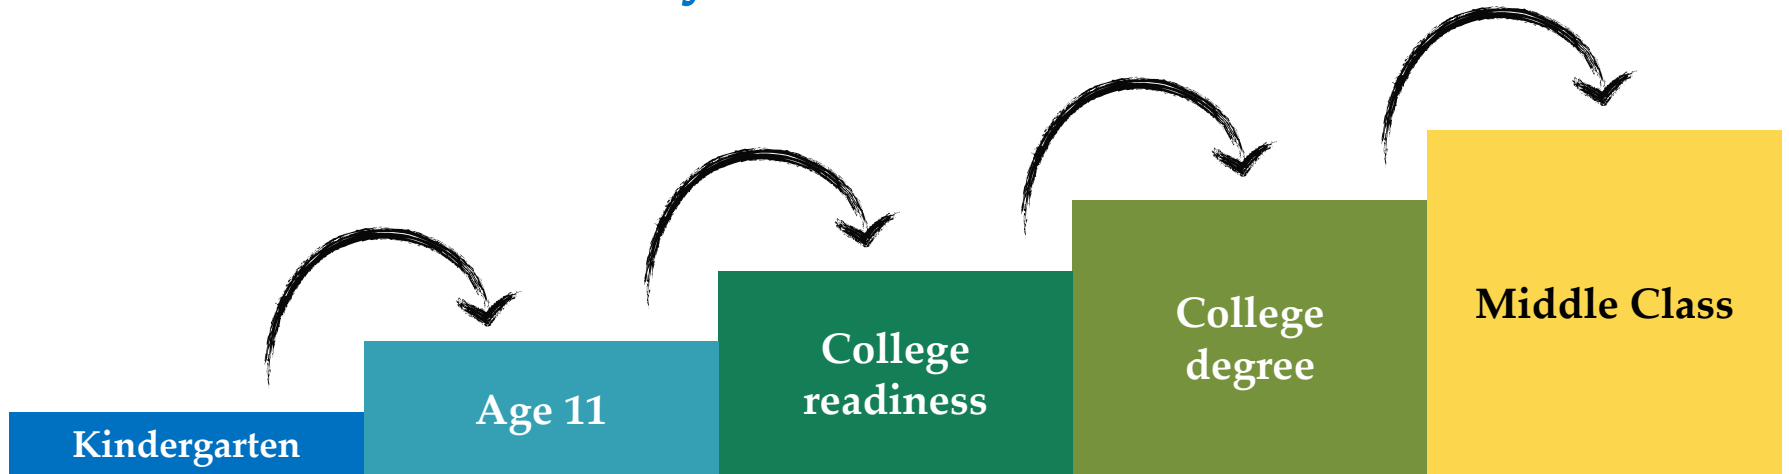 Kindergarten
Age 11
College
readiness
College
degree
Middle Class